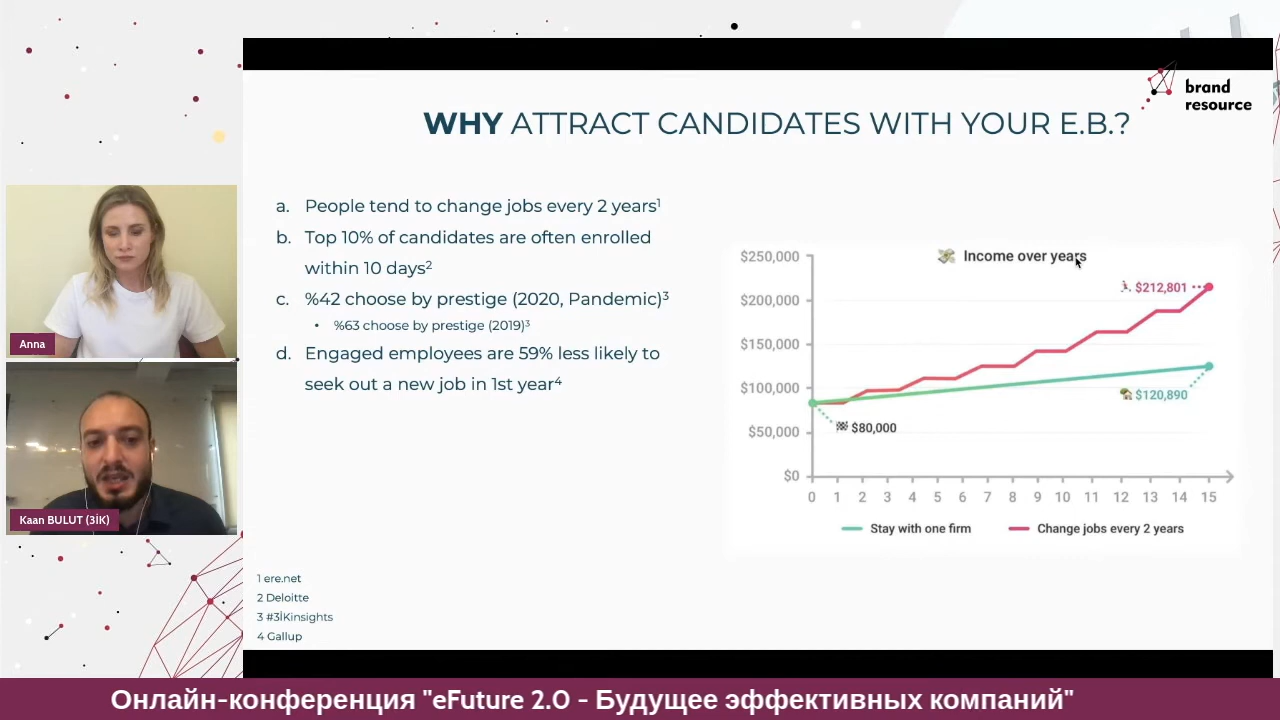 brand
resource
WHY ATTRACT CANDIDATES WITH YOUR E.B.?
a. People tend to change jobs every 2 years¹
b. Top 10% of candidates are often enrolled
within 10 days²
c. %42 choose by prestige (2020, Pandemic)³
• %63 choose by prestige (2019)³
d. Engaged employees are 59% less likely to
seek out a new job in 1st year⁴
Income over years
$250,000
$200,000
$150,000
$100,000
$50,000
$0
$212,801
$120,890
$80,000
0 1 2 3 4 5 6 7 8 9 10 11 12 13 14 15
Stay with one firm
Change jobs every 2 years
1 ere.net
2 Deloitte
3 #3İKinsights
4 Gallup
Anna
Kaan BULUT (3İK)
Онлайн-конференция "eFuture 2.0 - Будущее эффективных компаний"